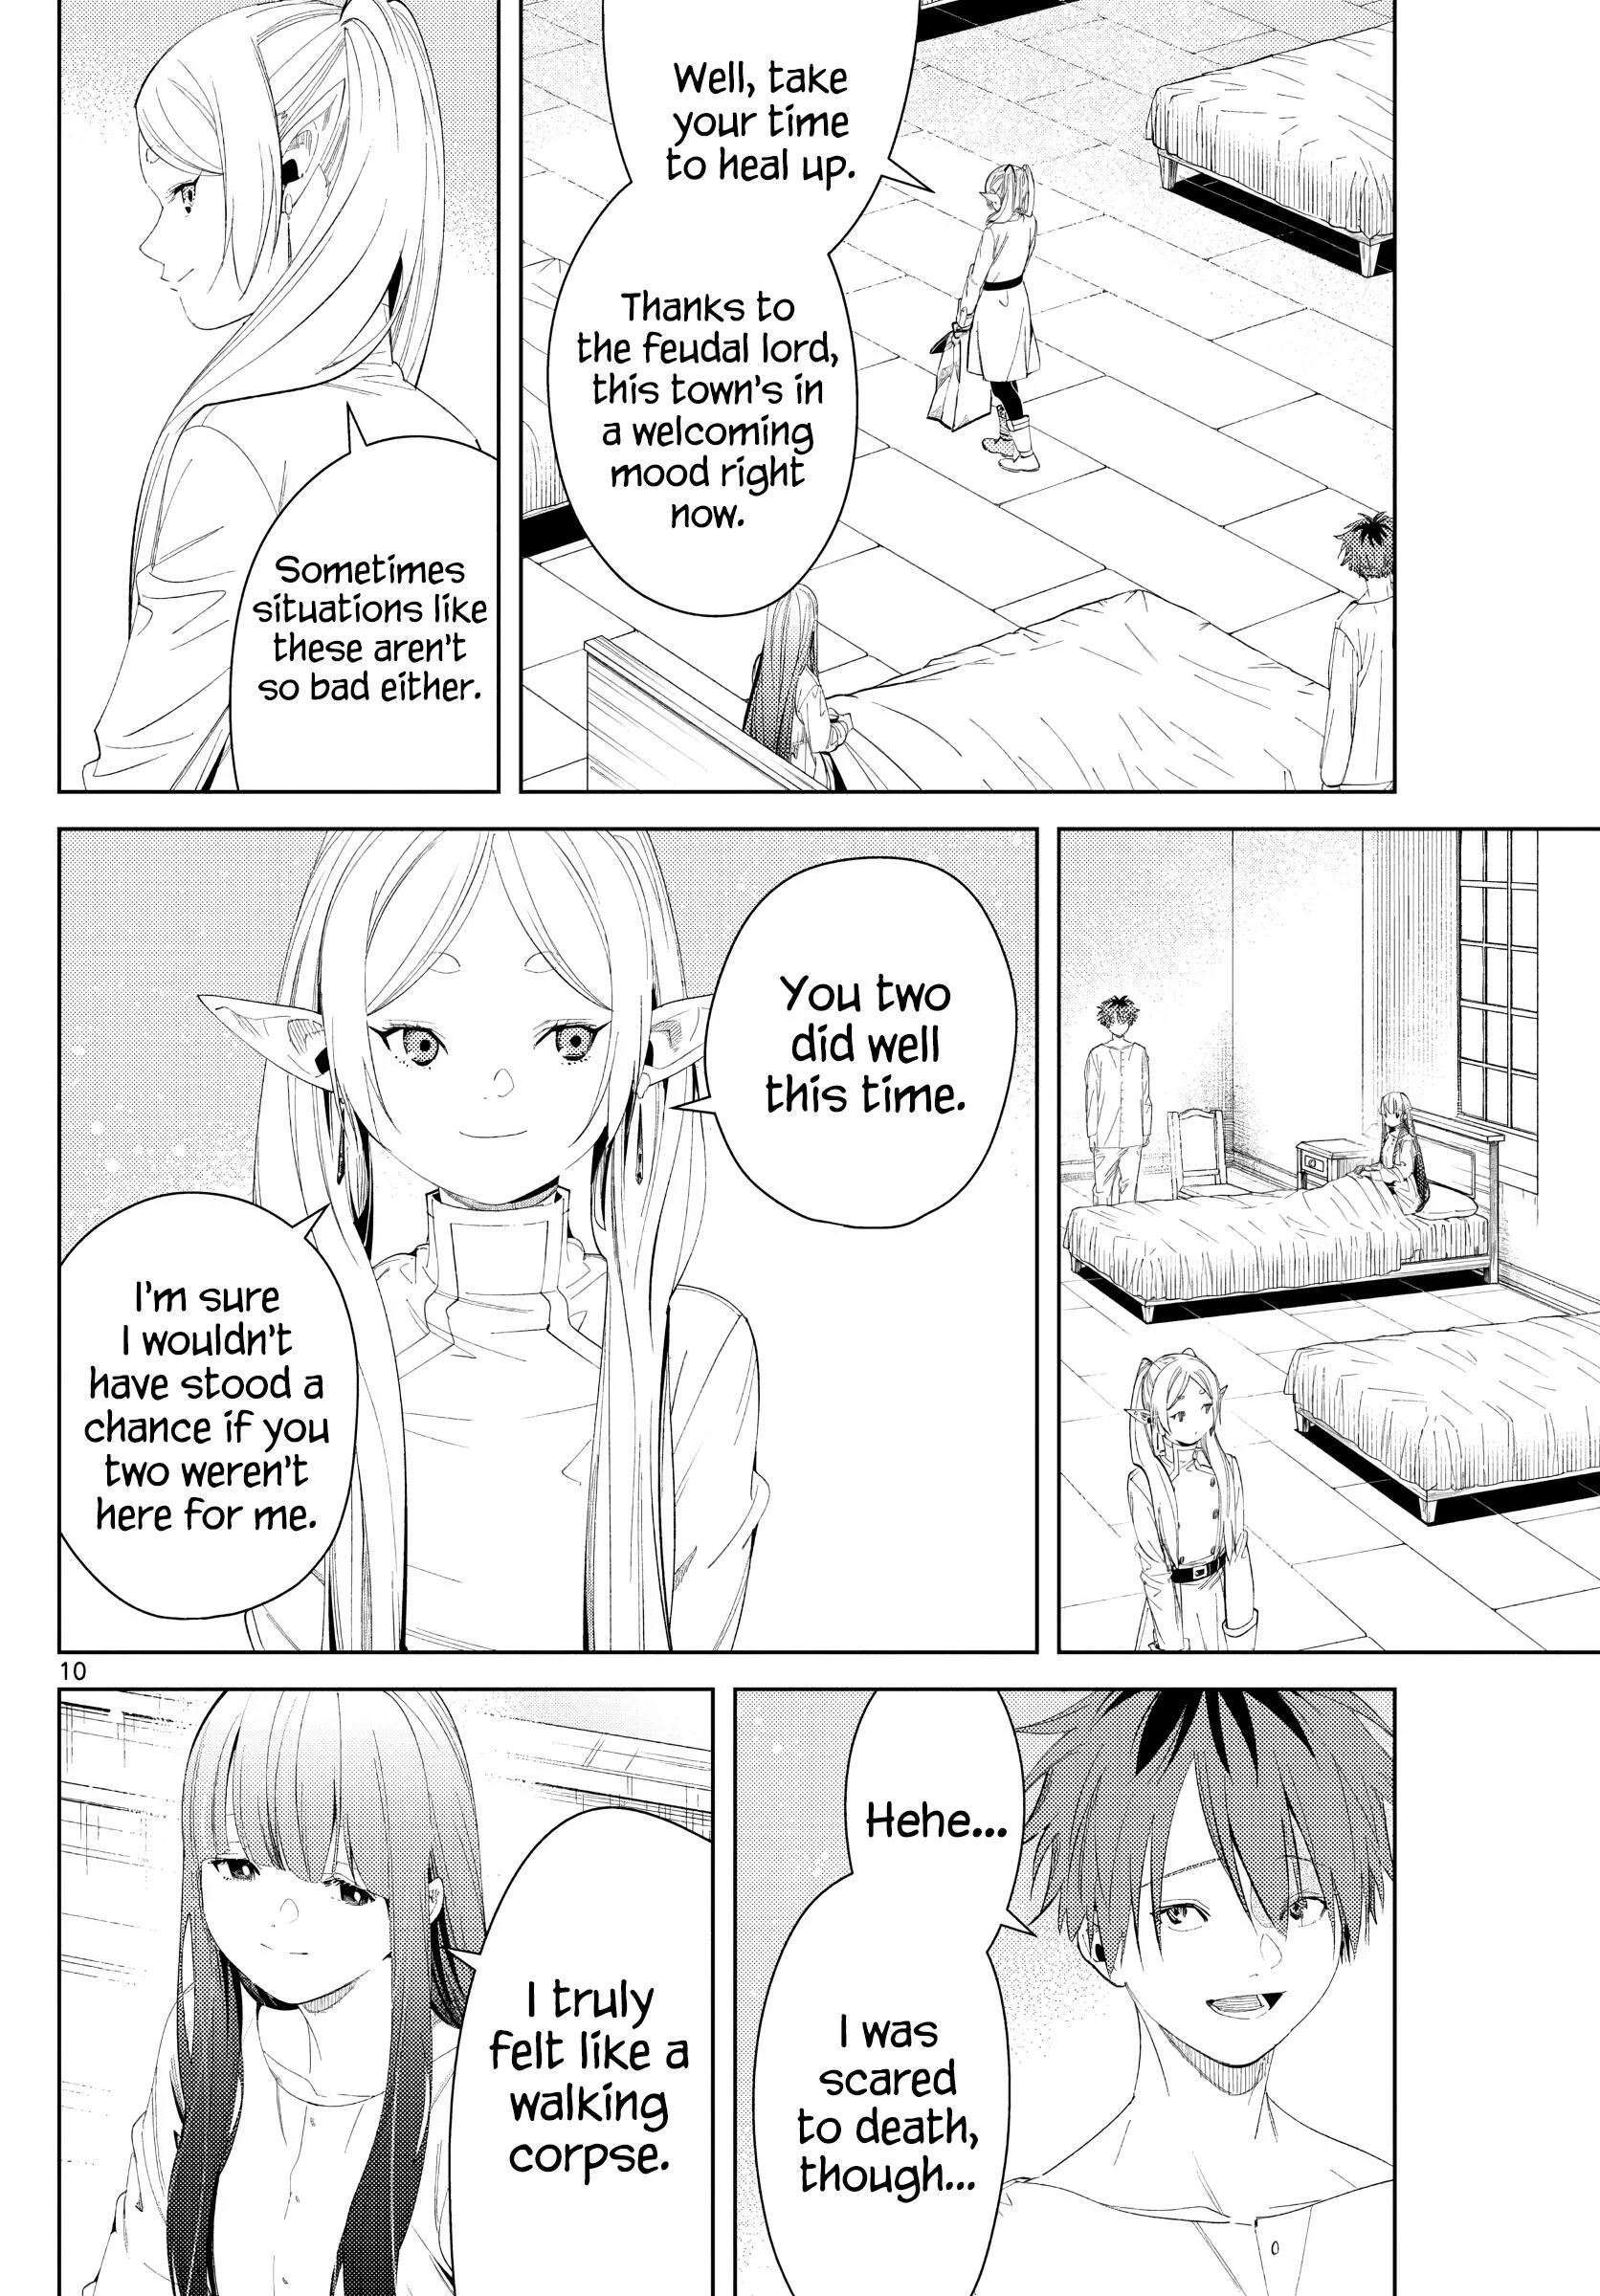 Well, take
your time
to heal up.
Thanks to
the feudal lord,
this town's in
a welcoming
mood right
now.
Sometimes
situations like
these aren't
so bad either.
You two
did well
this time.
I'm sure
I wouldn't
have stood a
chance if you
two weren't
here for me.
10
Hehe...
I was
scared
to death,
though...
I truly
felt like a
walking
corpse.